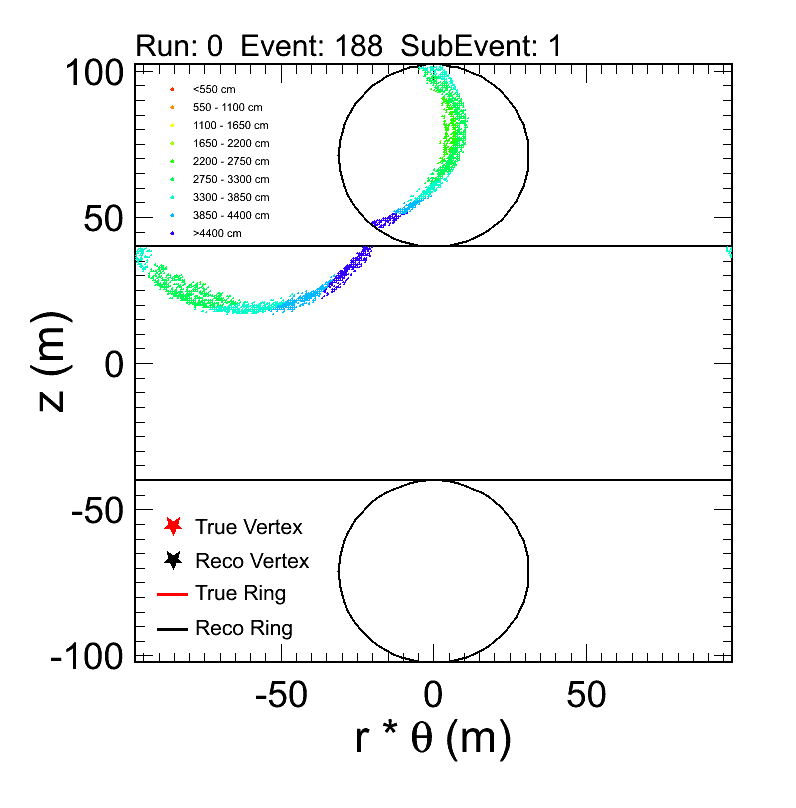 Run: 0  Event: 188  SubEvent: 1
100
<550 cm
550 - 1100 cm
1100 - 1650 cm
1650 - 2200 cm
2200 - 2750 cm
2750 - 3300 cm
3300 - 3850 cm
3850 - 4400 cm
>4400 cm
50
0
z (m)
-50
True Vertex
Reco Vertex
True Ring
Reco Ring
-100
-50 0 50
r * θ (m)